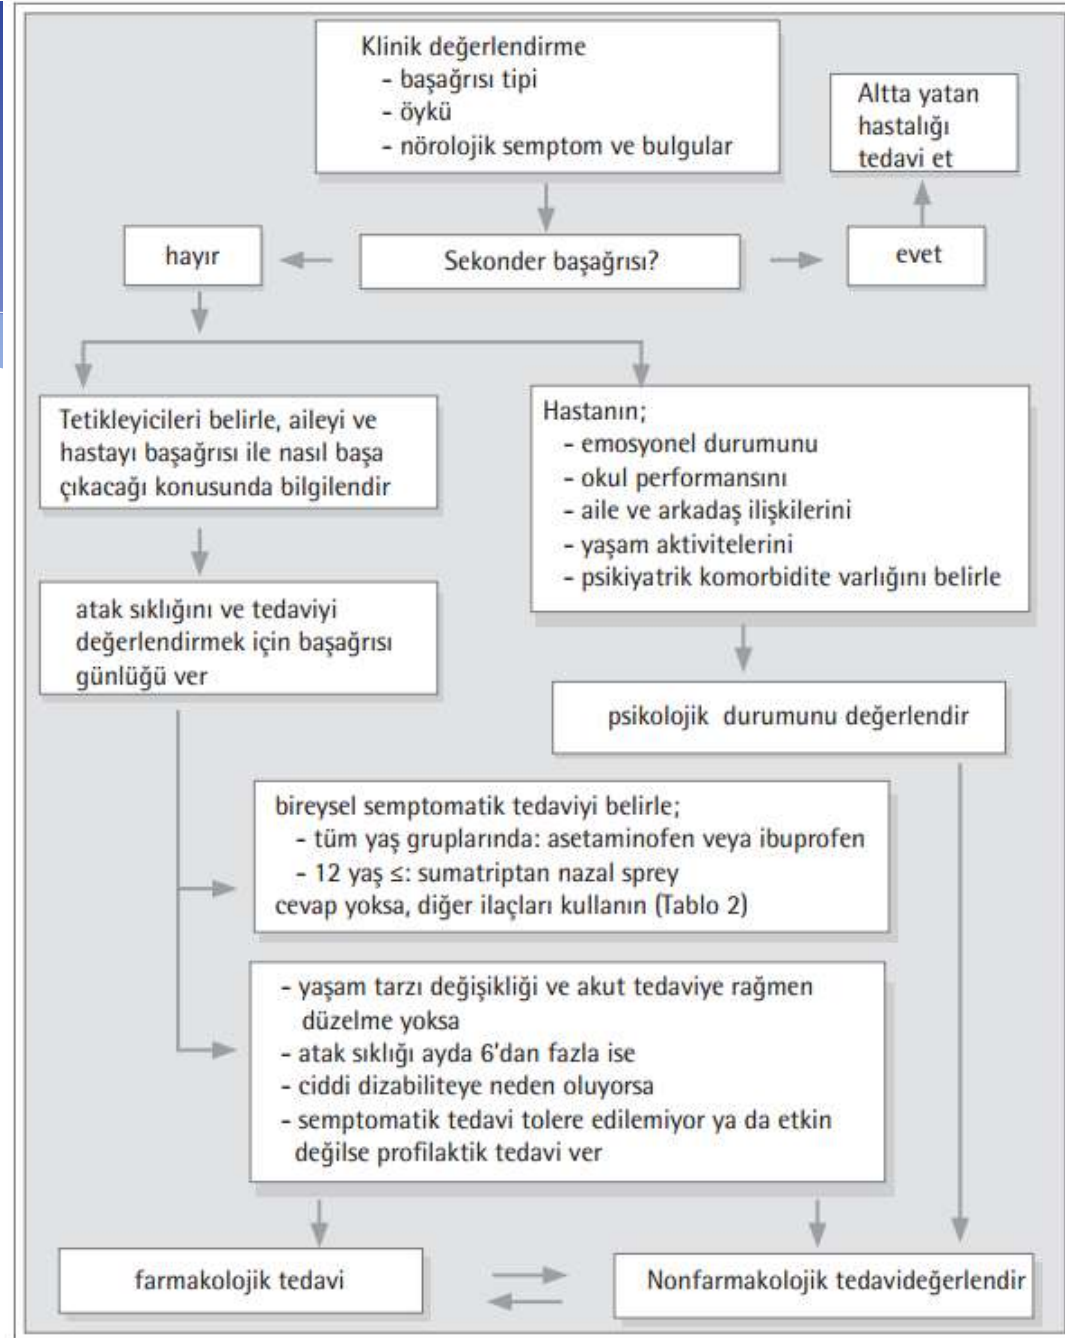 Klinik değerlendirme
- başağrısı tipi
- öykü
- nörolojik semptom ve bulgular
Altta yatan
hastalığı
tedavi et
hayır
Sekonder başağrısı?
evet
Tetikleyicileri belirle, aileyi ve
hastayı başağrısı ile nasıl başa
çıkacağı konusunda bilgilendir
Hastanın;
- emosyonel durumunu
- okul performansını
- aile ve arkadaş ilişkilerini
- yaşam aktivitelerini
- psikiyatrik komorbidite varlığını belirle
atak sıklığını ve tedaviyi
değerlendirmek için başağrısı
günlüğü ver
psikolojik durumunu değerlendir
bireysel semptomatik tedaviyi belirle;
- tüm yaş gruplarında: asetaminofen veya ibuprofen
- 12 yaş ≤: sumatriptan nazal sprey
cevap yoksa, diğer ilaçları kullanın (Tablo 2)
- yaşam tarzı değişikliği ve akut tedaviye rağmen
düzelme yoksa
- atak sıklığı ayda 6'dan fazla ise
- ciddi dizabiliteye neden oluyorsa
- semptomatik tedavi tolere edilemiyor ya da etkin
değilse profilaktik tedavi ver
farmakolojik tedavi
Nonfarmakolojik tedavideğerlendir